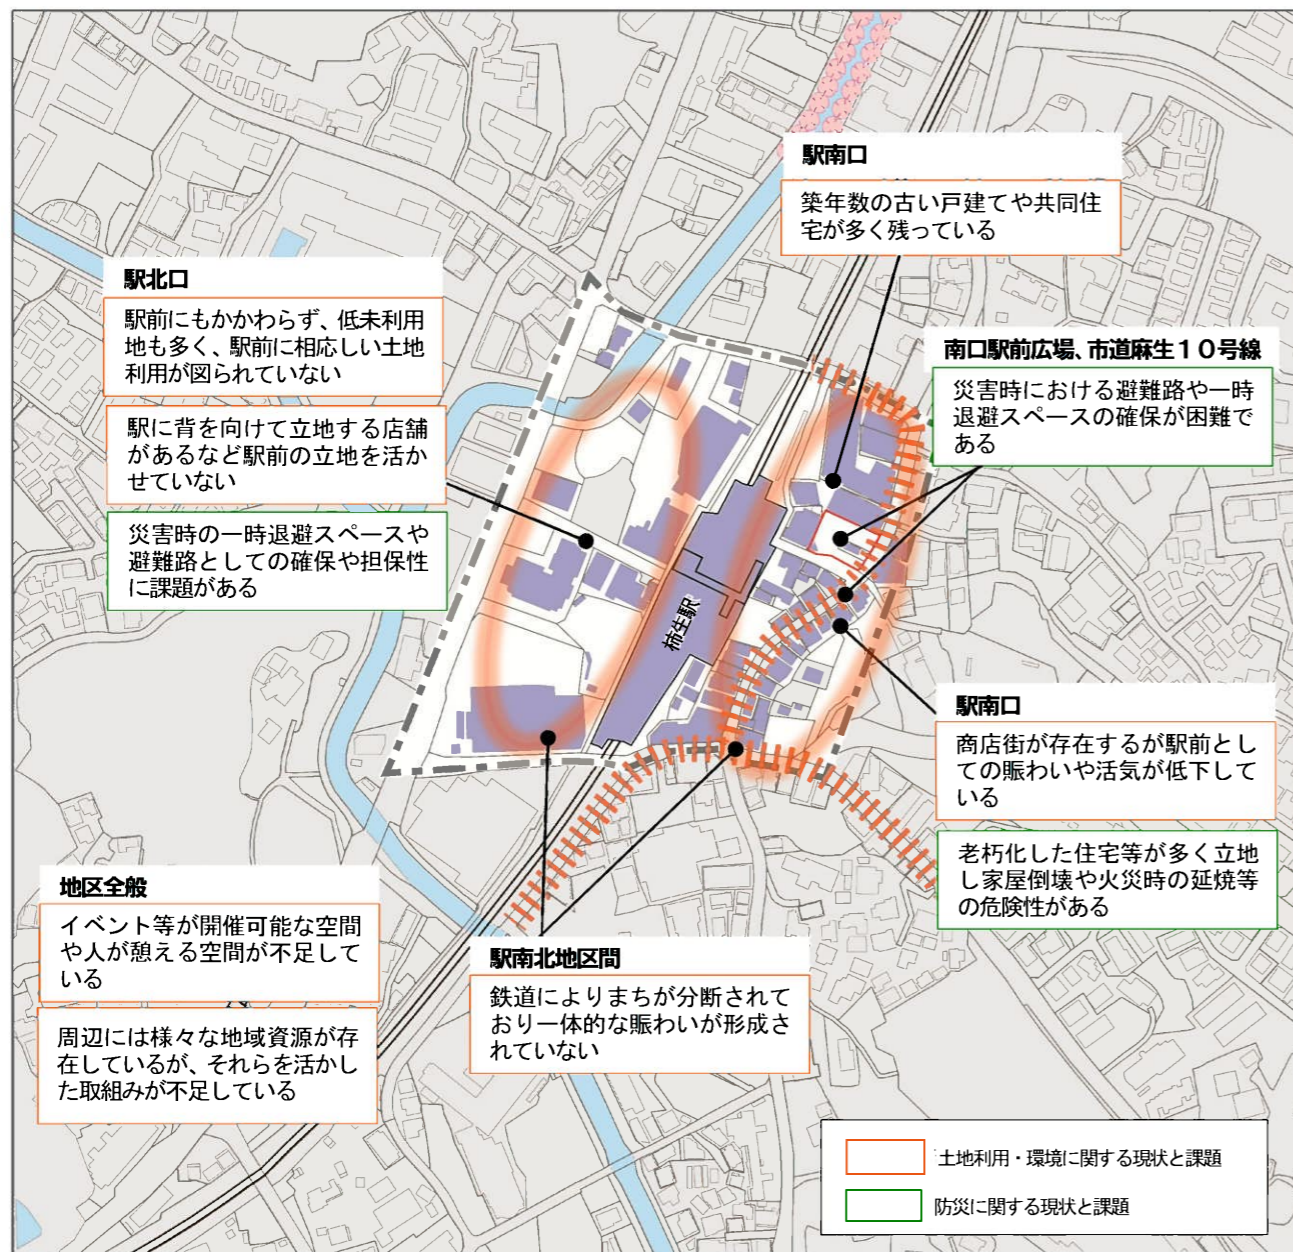 駅南口
築年数の古い戸建てや共同住
宅が多く残っている
駅北口
駅前にもかかわらず、低未利用
地も多く、駅前に相応しい土地
利用が図られていない
駅に背を向けて立地する店舗
があるなど駅前の立地を活か
せていない
災害時の一時退避スペースや
避難路としての確保や担保性
に課題がある
南口駅前広場、市道麻生１０号線
災害時における避難路や一時
退避スペースの確保が困難で
ある
柿生駅
駅南口
商店街が存在するが駅前とし
ての賑わいや活気が低下して
いる
老朽化した住宅等が多く立地
し家屋倒壊や火災時の延焼等
の危険性がある
地区全般
イベント等が開催可能な空間
や人が憩える空間が不足して
いる
周辺には様々な地域資源が存
在しているが、それらを活かし
た取組みが不足している
駅南北地区間
鉄道によりまちが分断されて
おり一体的な賑わいが形成さ
れていない
土地利用・環境に関する現状と課題
防災に関する現状と課題